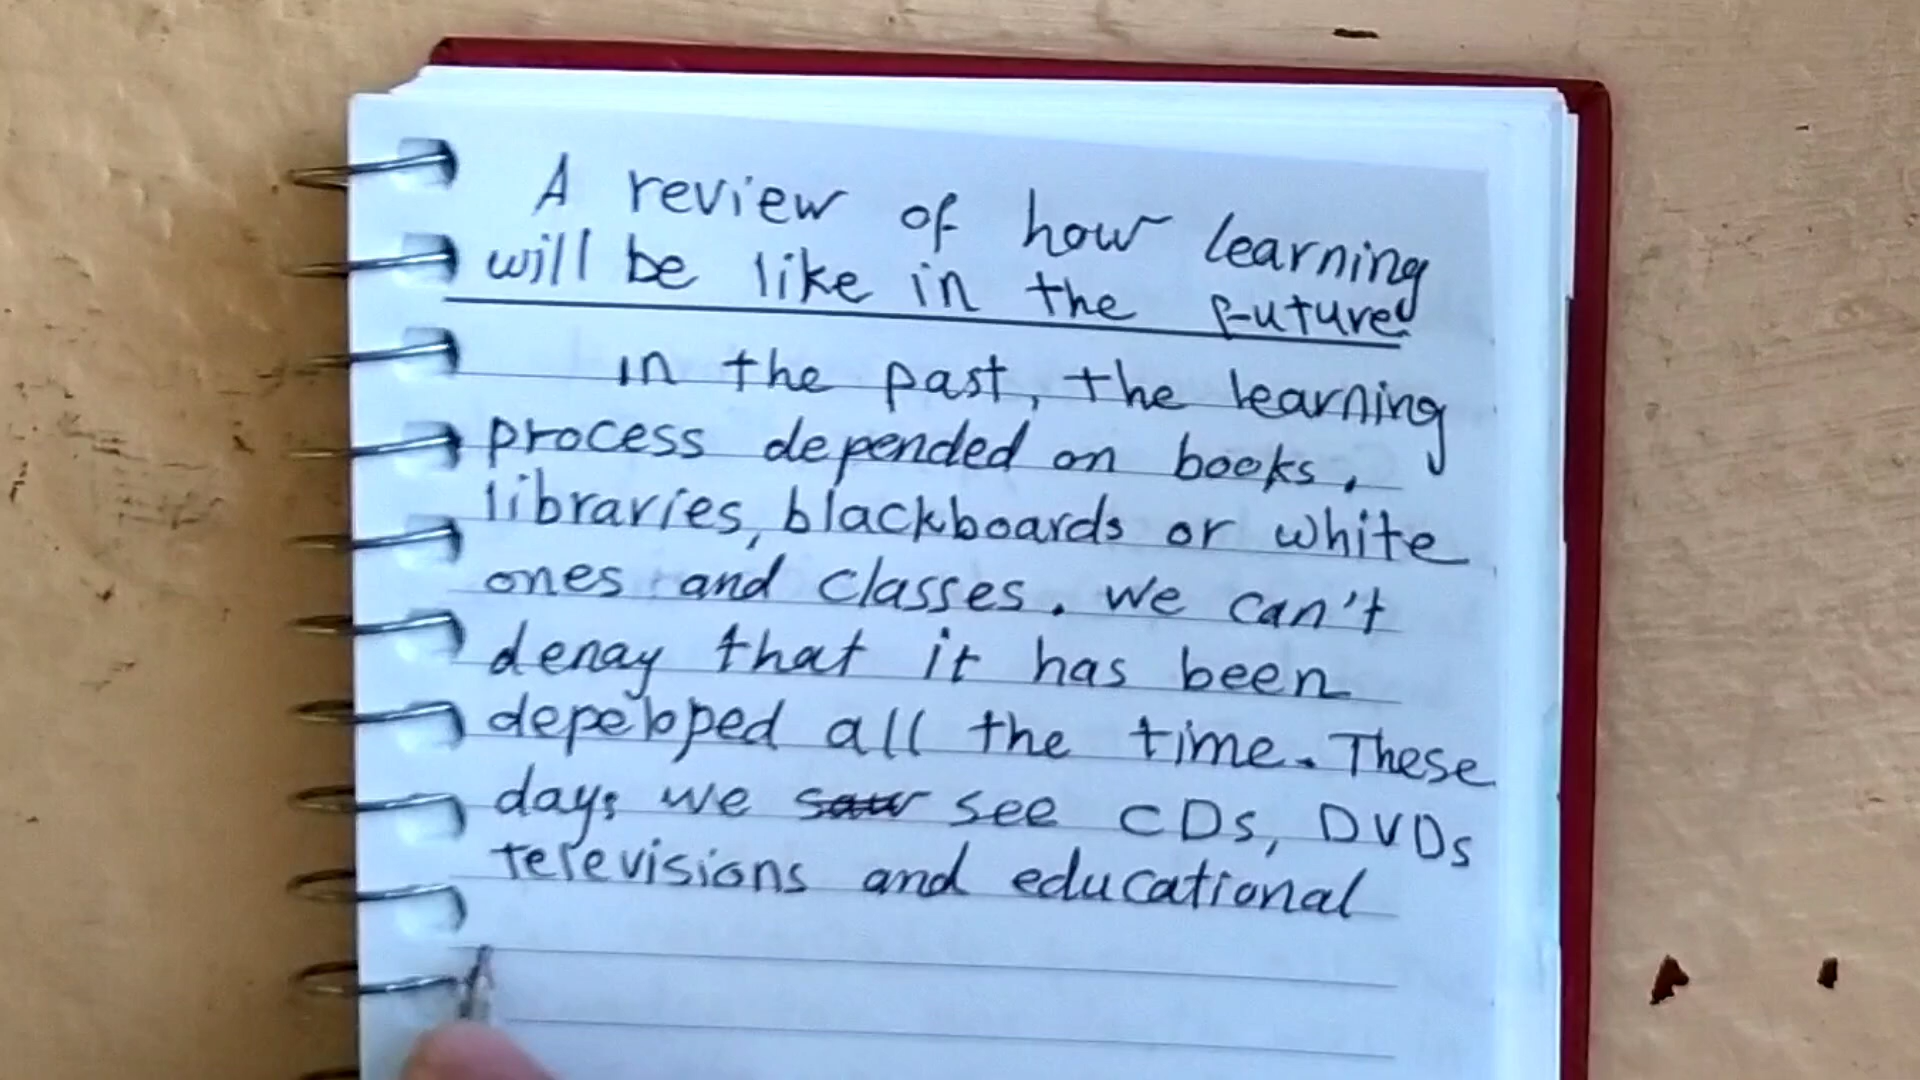 A review of how learning
will be like in the future
in the past, the learning
process depended on books,
libraries, blackboards or white
ones and classes. we can't
denay that it has been
depeloped all the time. These
days we saw see CDs, DVDs
televisions and educational